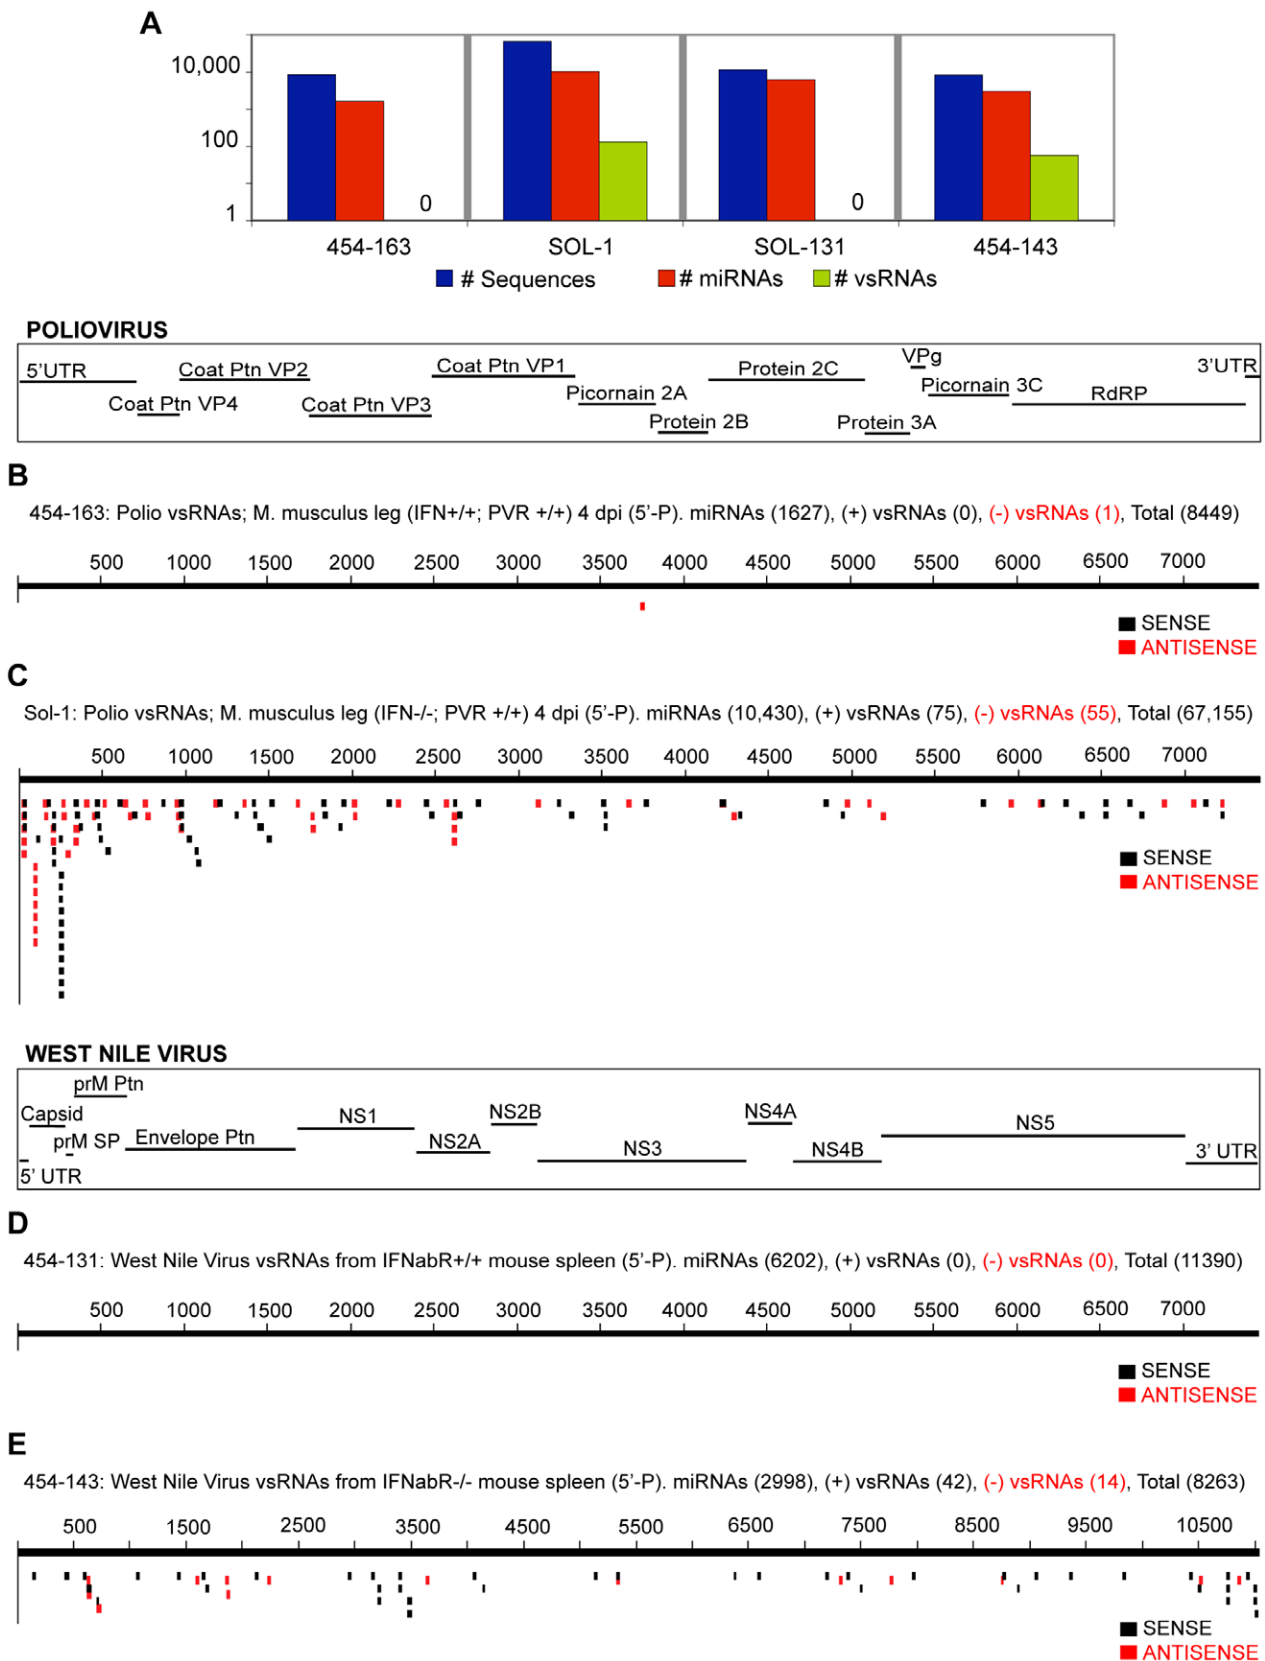 A
10,000
100
1
0
0
454-163 SOL-1 SOL-131 454-143
# Sequences # miRNAs # vsRNAs
POLIOVIRUS
5'UTR Coat Ptn VP2 Coat Ptn VP1 Protein 2C VPg 3'UTR
Coat Ptn VP4 Coat Ptn VP3 Picornain 2A Picornain 3C RdRP
Protein 2B Protein 3A
B
454-163: Polio vsRNAs; M. musculus leg (IFN+/+; PVR +/+) 4 dpi (5'-P). miRNAs (1627), (+) vsRNAs (0), (-) vsRNAs (1), Total (8449)
500 1000 1500 2000 2500 3000 3500 4000 4500 5000 5500 6000 6500 7000
SENSE
ANTISENSE
C
Sol-1: Polio vsRNAs; M. musculus leg (IFN-/-; PVR +/+) 4 dpi (5'-P). miRNAs (10,430), (+) vsRNAs (75), (-) vsRNAs (55), Total (67,155)
500 1000 1500 2000 2500 3000 3500 4000 4500 5000 5500 6000 6500 7000
SENSE
ANTISENSE
WEST NILE VIRUS
prM Ptn
Capsid NS1 NS2B NS4A NS5
prM SP Envelope Ptn NS2A NS3 NS4B 3' UTR
5' UTR
D
454-131: West Nile Virus vsRNAs from IFNabR+/+ mouse spleen (5'-P). miRNAs (6202), (+) vsRNAs (0), (-) vsRNAs (0), Total (11390)
500 1000 1500 2000 2500 3000 3500 4000 4500 5000 5500 6000 6500 7000
SENSE
ANTISENSE
E
454-143: West Nile Virus vsRNAs from IFNabR-/- mouse spleen (5'-P). miRNAs (2998), (+) vsRNAs (42), (-) vsRNAs (14), Total (8263)
500 1500 2500 3500 4500 5500 6500 7500 8500 9500 10500
SENSE
ANTISENSE